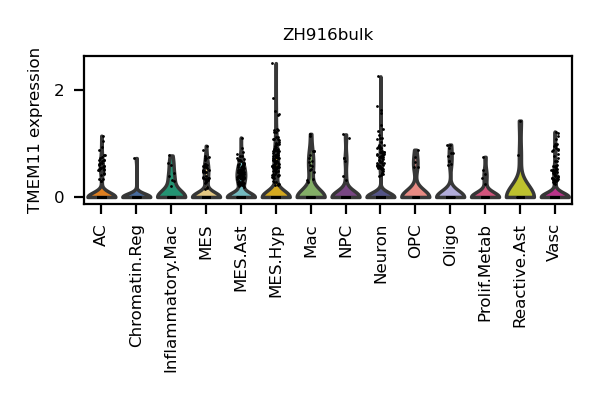 ZH916bulk
TMEM11 expression
2
0
AC
Chromatin.Reg
Inflammatory.Mac
MES
MES.Ast
MES.Hyp
Mac
NPC
Neuron
OPC
Oligo
Prolif.Metab
Reactive.Ast
Vasc